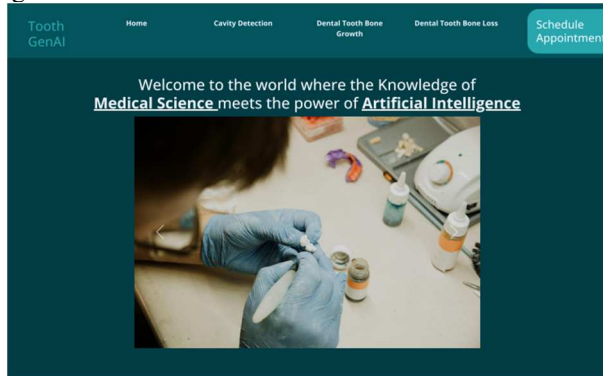 Tooth
GenAI
Home
Cavity Detection
Dental Tooth Bone
Growth
Dental Tooth Bone Loss
Schedule
Appointment
Welcome to the world where the Knowledge of
Medical Science meets the power of Artificial Intelligence